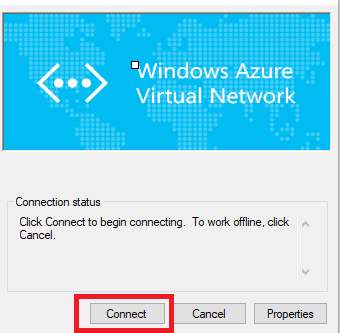 Windows Azure
Virtual Network
Connection status
Click Connect to begin connecting.  To work offline, click
Cancel.
Connect
Cancel
Properties